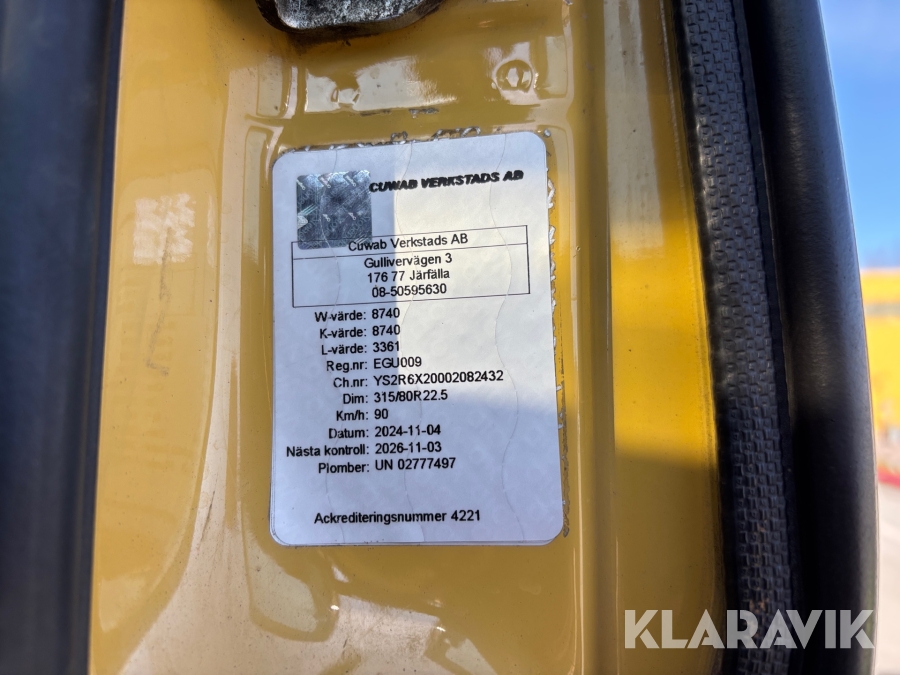 CUWAB VERKSTADS AB
Cuwab Verkstads AB
Gullivervägen 3
176 77 Järfälla
08-50595630
W-värde: 8740
K-värde: 8740
L-värde: 3361
Reg.nr: EGU009
Ch.nr: YS2R6X20002082432
Dim: 315/80R22.5
Km/h: 90
Datum: 2024-11-04
Nästa kontroll: 2026-11-03
Plomber: UN 02777497
Ackrediteringsnummer 4221
KLARAVIK